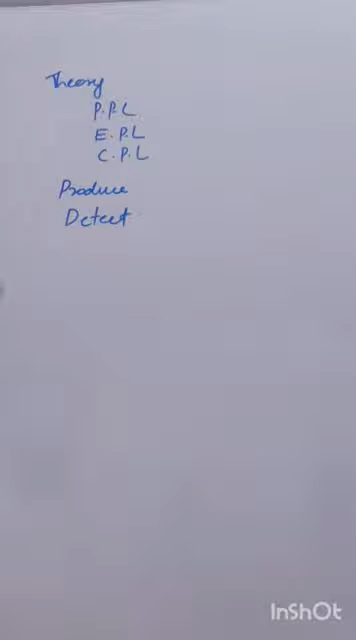 Theory
P.P.L
E.P.L
C.P.L
Produce
Detect
InShOt